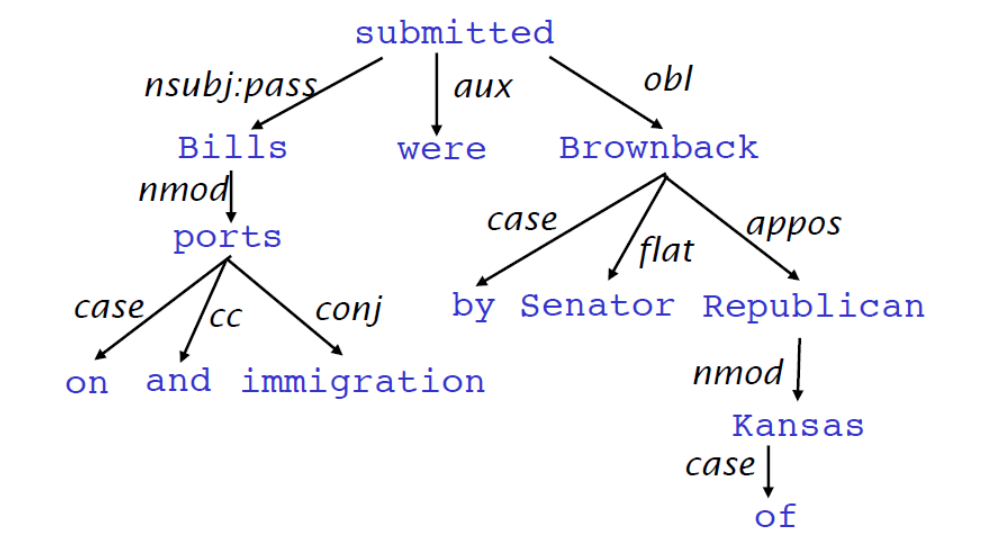 submitted
nsubj:pass aux obl
Bills were Brownback
nmod
ports
case flat appos
case cc conj
by Senator Republican
on and immigration
nmod
Kansas
case
of